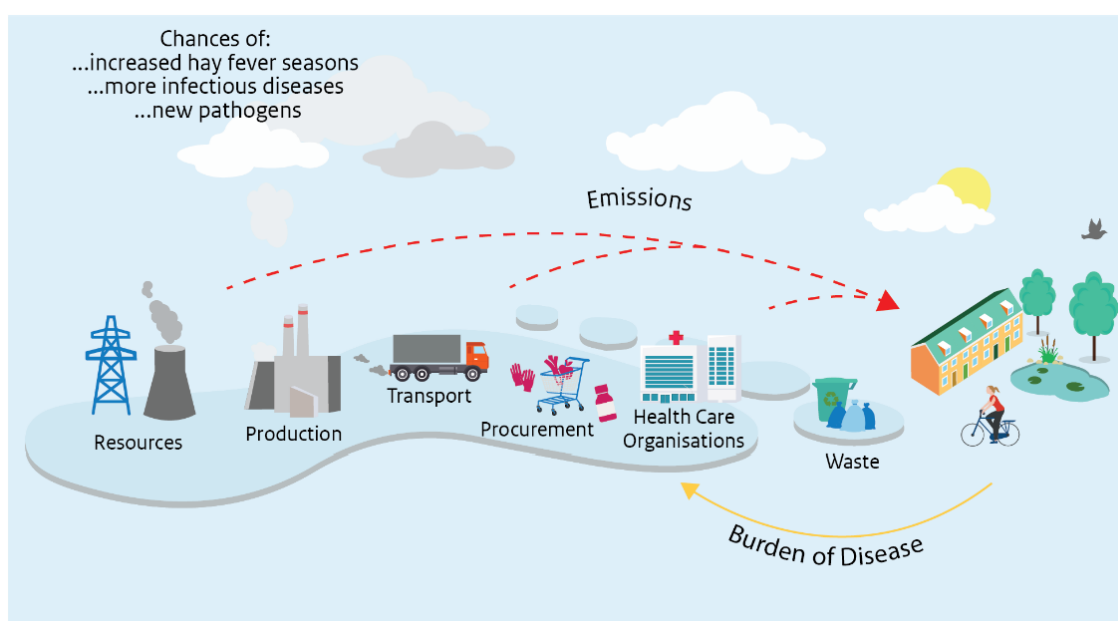 Chances of:
...increased hay fever seasons
...more infectious diseases
...new pathogens
Emissions
Resources
Production
Transport
Procurement
Health Care
Organisations
Waste
Burden of Disease